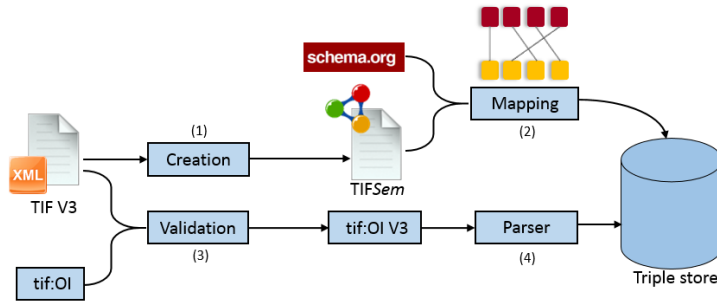 schema.org
Mapping
(2)
(1)
Creation
TIFSem
XML
TIF V3
Validation
(3)
tif:OI V3
Parser
(4)
tif:OI
Triple store